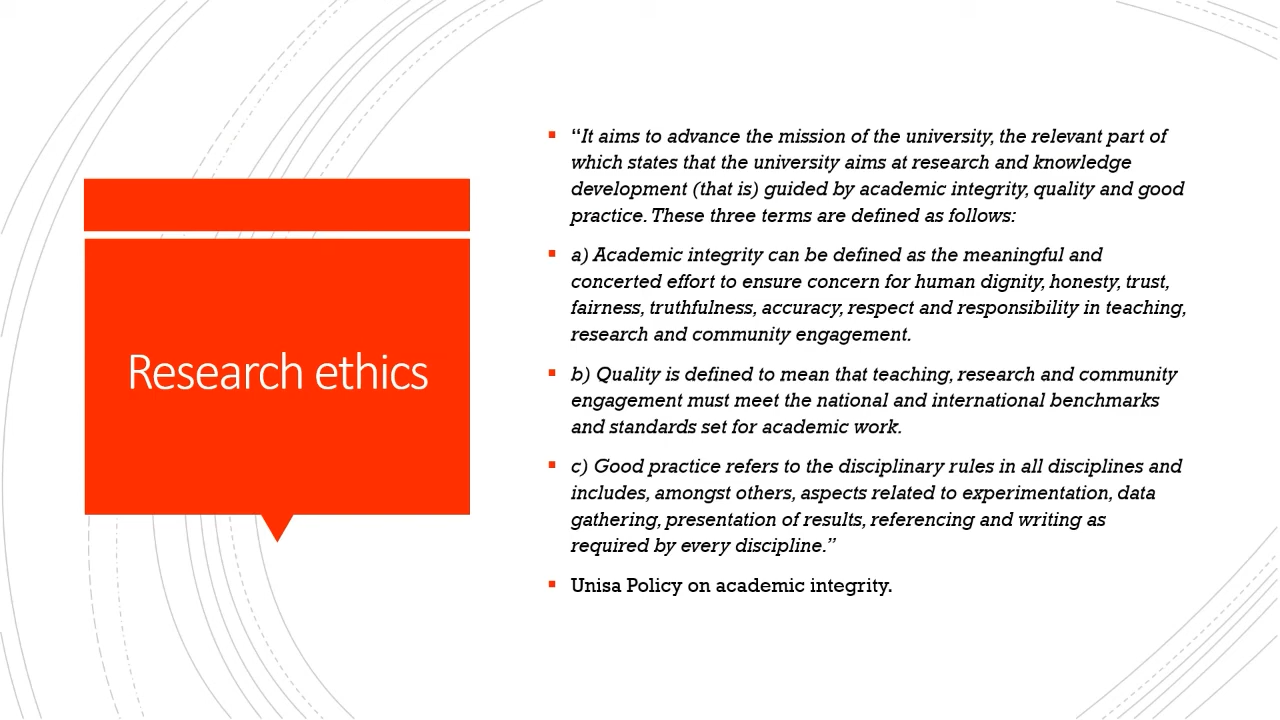 Research ethics
“It aims to advance the mission of the university, the relevant part of
which states that the university aims at research and knowledge
development (that is) guided by academic integrity, quality and good
practice. These three terms are defined as follows:
a) Academic integrity can be defined as the meaningful and
concerted effort to ensure concern for human dignity, honesty, trust,
fairness, truthfulness, accuracy, respect and responsibility in teaching,
research and community engagement.
b) Quality is defined to mean that teaching, research and community
engagement must meet the national and international benchmarks
and standards set for academic work.
c) Good practice refers to the disciplinary rules in all disciplines and
includes, amongst others, aspects related to experimentation, data
gathering, presentation of results, referencing and writing as
required by every discipline.”
Unisa Policy on academic integrity.